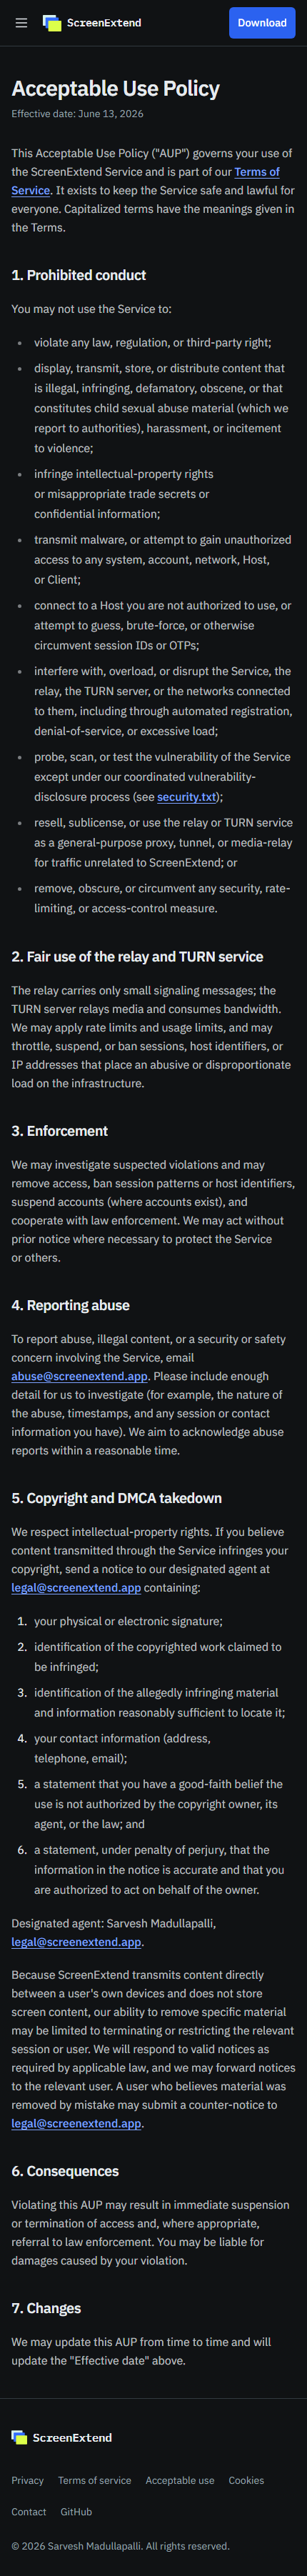 ScreenExtend
Download
Acceptable Use Policy
Effective date: June 13, 2026
This Acceptable Use Policy ("AUP") governs your use of
the ScreenExtend Service and is part of our Terms of
Service. It exists to keep the Service safe and lawful for
everyone. Capitalized terms have the meanings given in
the Terms.
1. Prohibited conduct
You may not use the Service to:
• violate any law, regulation, or third-party right;
• display, transmit, store, or distribute content that
is illegal, infringing, defamatory, obscene, or that
constitutes child sexual abuse material (which we
report to authorities), harassment, or incitement
to violence;
• infringe intellectual-property rights
or misappropriate trade secrets or
confidential information;
• transmit malware, or attempt to gain unauthorized
access to any system, account, network, Host,
or Client;
• connect to a Host you are not authorized to use, or
attempt to guess, brute-force, or otherwise
circumvent session IDs or OTPs;
• interfere with, overload, or disrupt the Service, the
relay, the TURN server, or the networks connected
to them, including through automated registration,
denial-of-service, or excessive load;
• probe, scan, or test the vulnerability of the Service
except under our coordinated vulnerability-
disclosure process (see security.txt);
• resell, sublicense, or use the relay or TURN service
as a general-purpose proxy, tunnel, or media-relay
for traffic unrelated to ScreenExtend; or
• remove, obscure, or circumvent any security, rate-
limiting, or access-control measure.
2. Fair use of the relay and TURN service
The relay carries only small signaling messages; the
TURN server relays media and consumes bandwidth.
We may apply rate limits and usage limits, and may
throttle, suspend, or ban sessions, host identifiers, or
IP addresses that place an abusive or disproportionate
load on the infrastructure.
3. Enforcement
We may investigate suspected violations and may
remove access, ban session patterns or host identifiers,
suspend accounts (where accounts exist), and
cooperate with law enforcement. We may act without
prior notice where necessary to protect the Service
or others.
4. Reporting abuse
To report abuse, illegal content, or a security or safety
concern involving the Service, email
abuse@screenextend.app. Please include enough
detail for us to investigate (for example, the nature of
the abuse, timestamps, and any session or contact
information you have). We aim to acknowledge abuse
reports within a reasonable time.
5. Copyright and DMCA takedown
We respect intellectual-property rights. If you believe
content transmitted through the Service infringes your
copyright, send a notice to our designated agent at
legal@screenextend.app containing:
1. your physical or electronic signature;
2. identification of the copyrighted work claimed to
be infringed;
3. identification of the allegedly infringing material
and information reasonably sufficient to locate it;
4. your contact information (address,
telephone, email);
5. a statement that you have a good-faith belief the
use is not authorized by the copyright owner, its
agent, or the law; and
6. a statement, under penalty of perjury, that the
information in the notice is accurate and that you
are authorized to act on behalf of the owner.
Designated agent: Sarvesh Madullapalli,
legal@screenextend.app.
Because ScreenExtend transmits content directly
between a user's own devices and does not store
screen content, our ability to remove specific material
may be limited to terminating or restricting the relevant
session or user. We will respond to valid notices as
required by applicable law, and we may forward notices
to the relevant user. A user who believes material was
removed by mistake may submit a counter-notice to
legal@screenextend.app.
6. Consequences
Violating this AUP may result in immediate suspension
or termination of access and, where appropriate,
referral to law enforcement. You may be liable for
damages caused by your violation.
7. Changes
We may update this AUP from time to time and will
update the "Effective date" above.
ScreenExtend
Privacy Terms of service Acceptable use Cookies
Contact GitHub
© 2026 Sarvesh Madullapalli. All rights reserved.